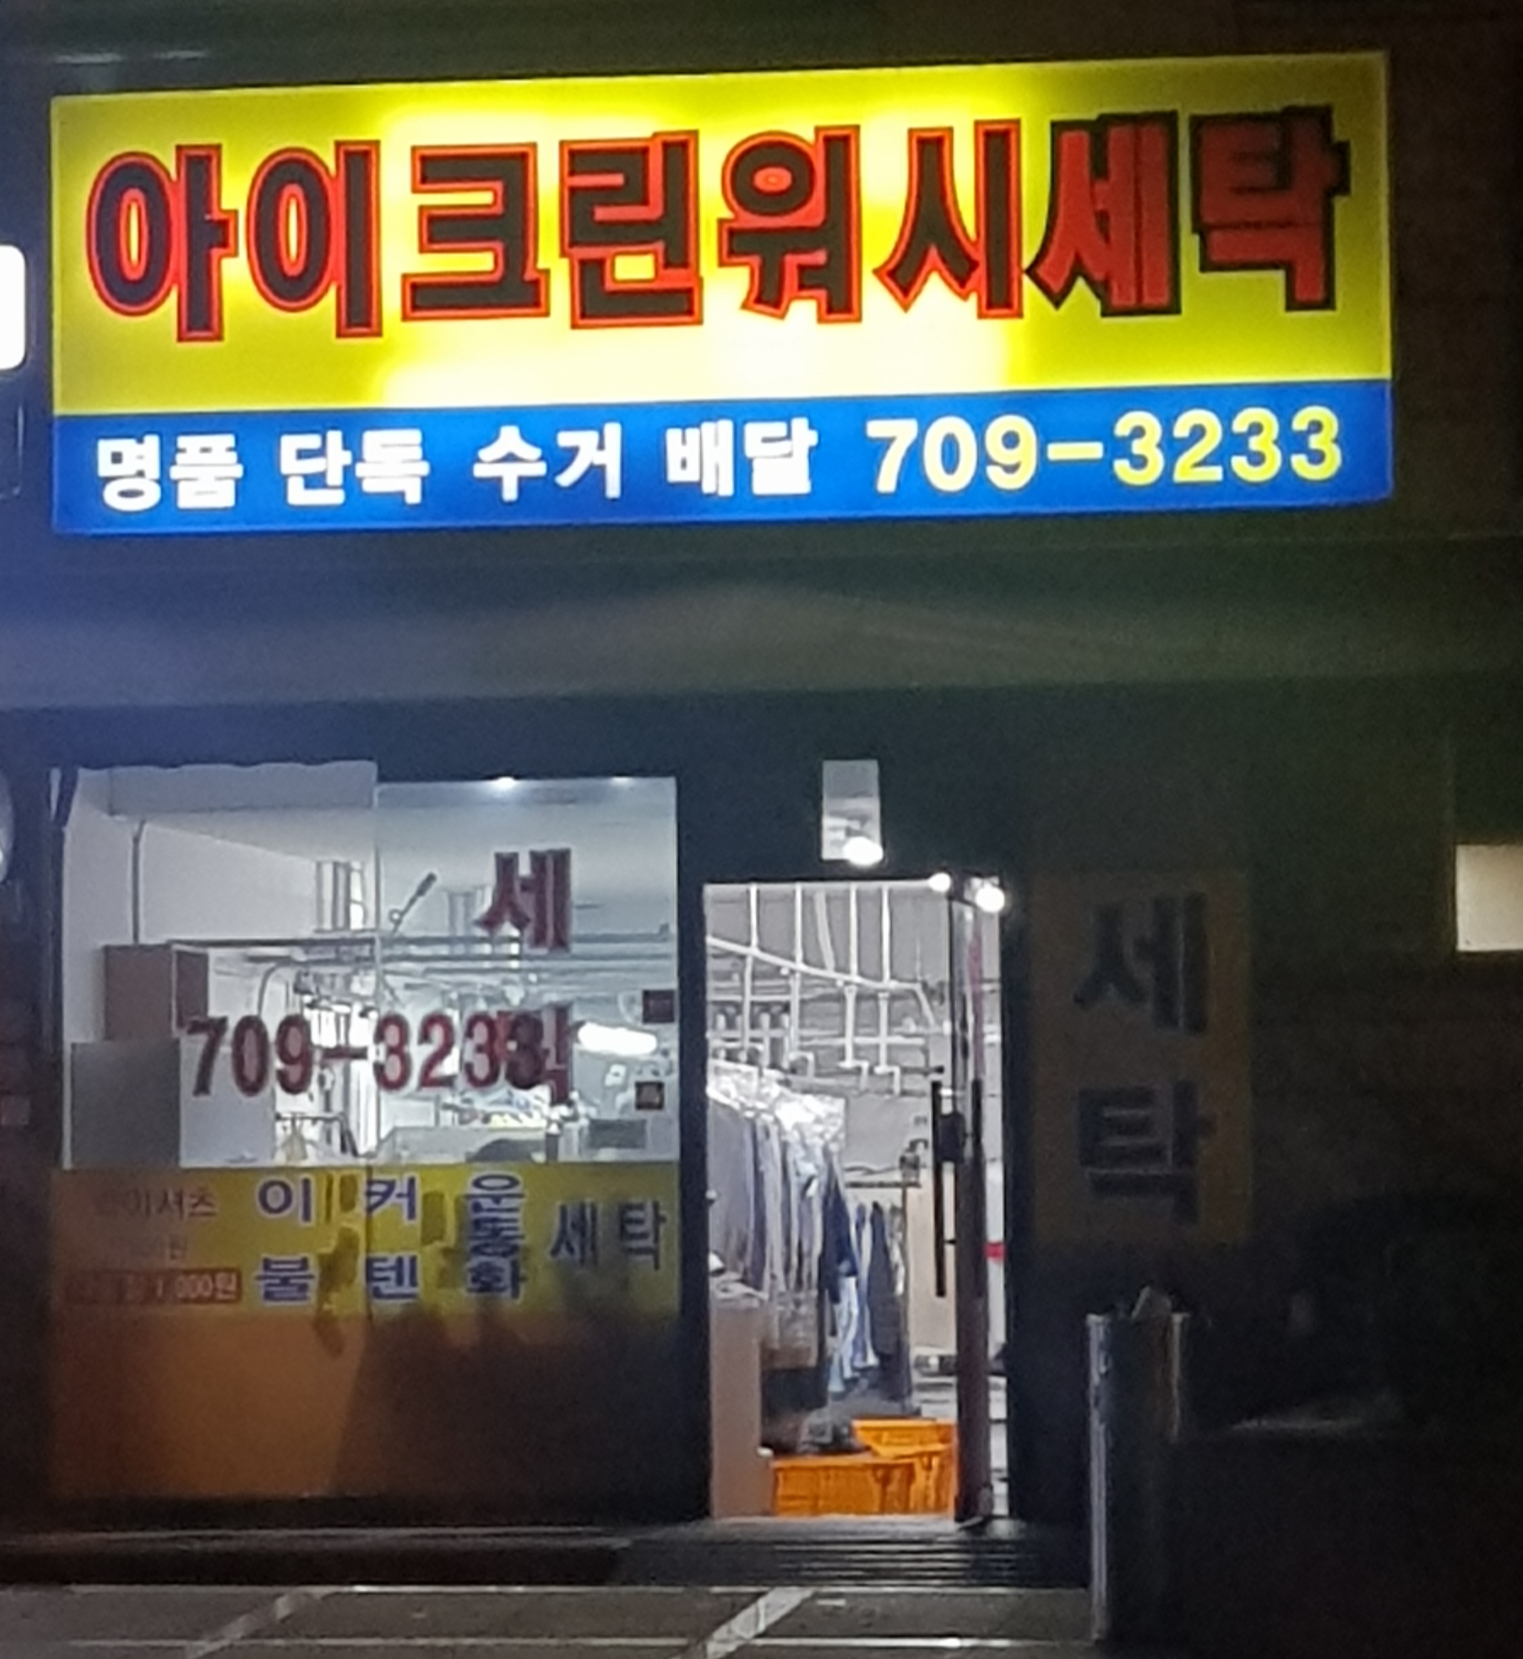 아이크린워시세탁
명품 단독 수거 배달 709-3233
세탁
709-3233
이불
커텐
운동화
세탁
세탁